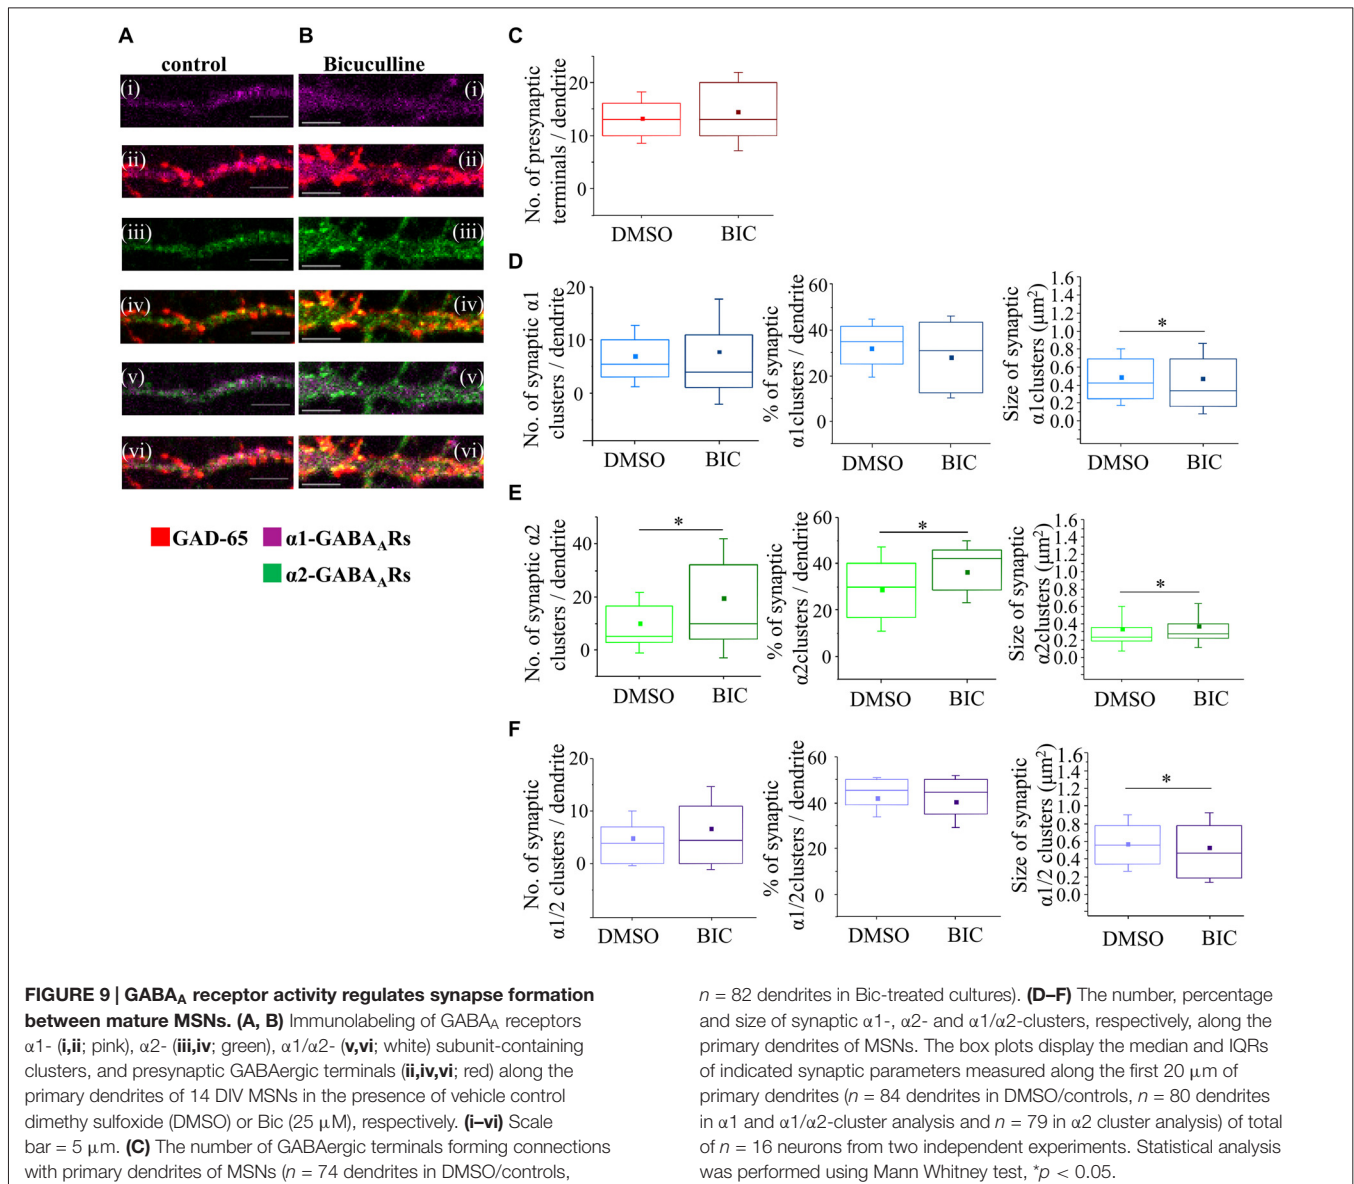 A
B
control
Bicuculline
(i)
(i)
(ii)
(ii)
(iii)
(iii)
(iv)
(iv)
(v)
(v)
(vi)
(vi)
GAD-65
α1-GABA_ARs
α2-GABA_ARs
C
No. of presynaptic
terminals / dendrite
20
10
0
DMSO
BIC
D
No. of synaptic α1
clusters / dendrite
20
10
0
DMSO
BIC
% of synaptic
α1clusters / dendrite
60
40
20
0
DMSO
BIC
Size of synaptic
α1clusters (µm²)
1.6
1.4
1.2
1.0
0.8
0.6
0.4
0.2
0.0
*
DMSO
BIC
E
No. of synaptic α2
clusters / dendrite
50
40
30
20
10
0
*
DMSO
BIC
% of synaptic
α2clusters / dendrite
60
40
20
0
*
DMSO
BIC
Size of synaptic
α2clusters (µm²)
1.6
1.4
1.2
1.0
0.8
0.6
0.4
0.2
0.0
*
DMSO
BIC
F
No. of synaptic
α1/2 clusters / dendrite
20
10
0
DMSO
BIC
% of synaptic
α1/2clusters / dendrite
60
40
20
0
DMSO
BIC
Size of synaptic
α1/2 clusters (µm²)
1.6
1.4
1.2
1.0
0.8
0.6
0.4
0.2
0.0
*
DMSO
BIC
FIGURE 9 | GABA_A receptor activity regulates synapse formation
between mature MSNs. (A, B) Immunolabeling of GABA_A receptors
α1- (i,ii; pink), α2- (iii,iv; green), α1/α2- (v,vi; white) subunit-containing
clusters, and presynaptic GABAergic terminals (ii,iv,vi; red) along the
primary dendrites of 14 DIV MSNs in the presence of vehicle control
dimethy sulfoxide (DMSO) or Bic (25 µM), respectively. (i–vi) Scale
bar = 5 µm. (C) The number of GABAergic terminals forming connections
with primary dendrites of MSNs (n = 74 dendrites in DMSO/controls,
n = 82 dendrites in Bic-treated cultures). (D–F) The number, percentage
and size of synaptic α1-, α2- and α1/α2-clusters, respectively, along the
primary dendrites of MSNs. The box plots display the median and IQRs
of indicated synaptic parameters measured along the first 20 µm of
primary dendrites (n = 84 dendrites in DMSO/controls, n = 80 dendrites
in α1 and α1/α2-cluster analysis and n = 79 in α2 cluster analysis) of total
of n = 16 neurons from two independent experiments. Statistical analysis
was performed using Mann Whitney test, *p < 0.05.